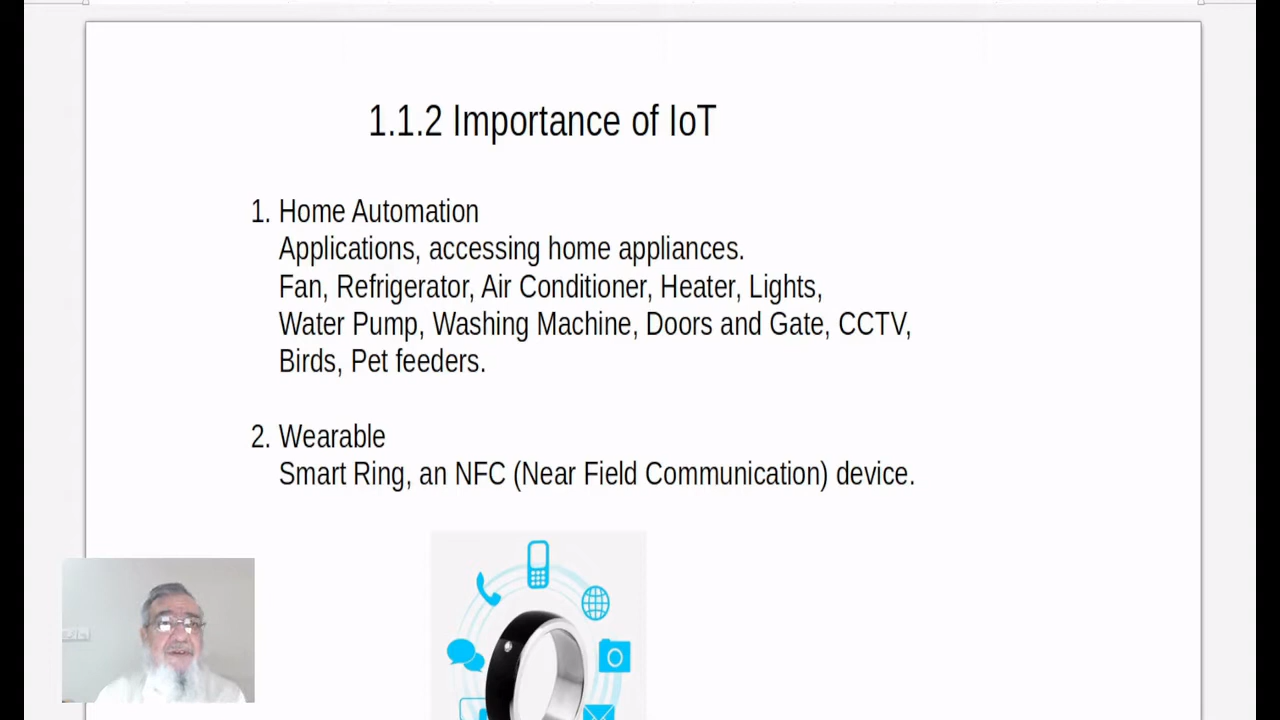 1.1.2 Importance of IoT
1. Home Automation
Applications, accessing home appliances.
Fan, Refrigerator, Air Conditioner, Heater, Lights,
Water Pump, Washing Machine, Doors and Gate, CCTV,
Birds, Pet feeders.
2. Wearable
Smart Ring, an NFC (Near Field Communication) device.